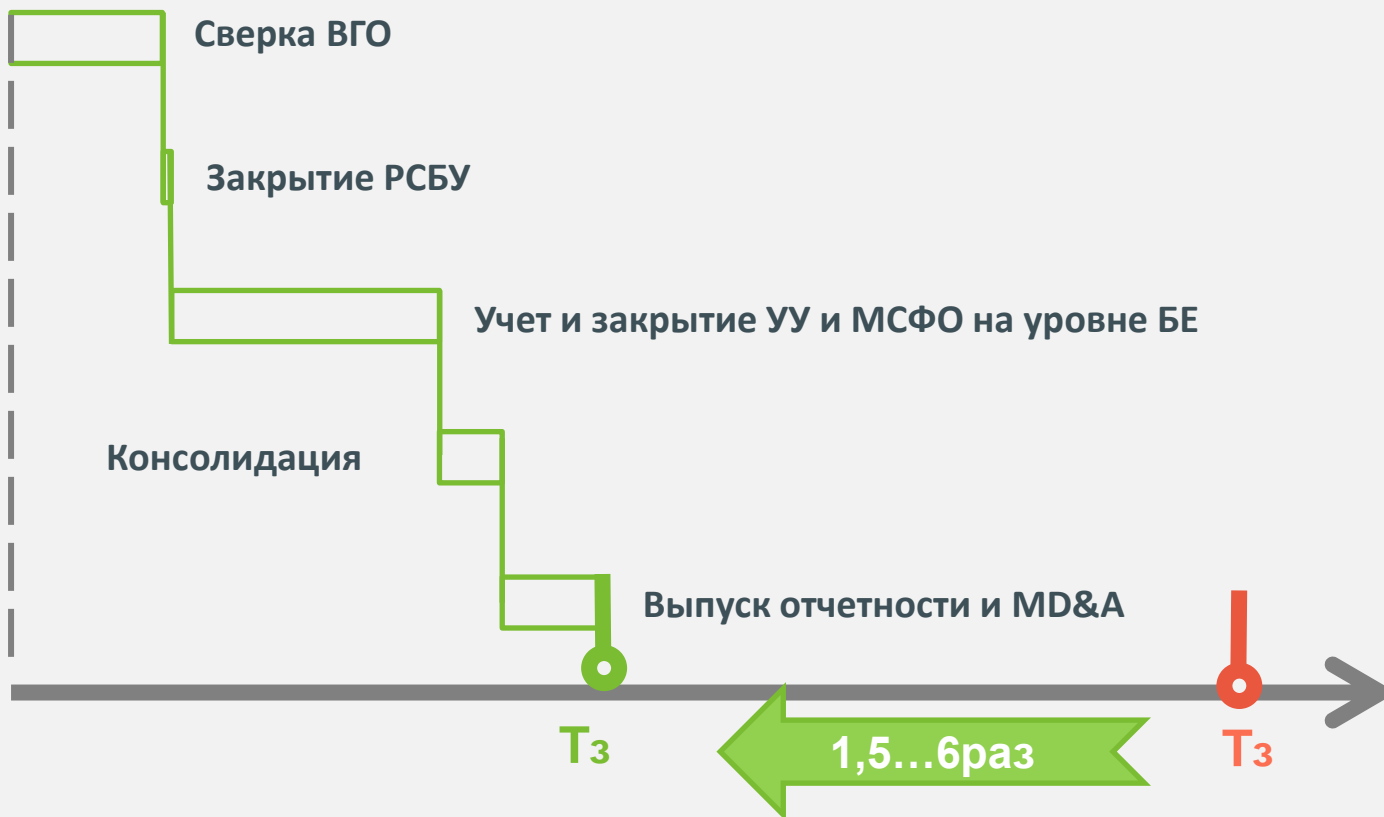 Сверка ВГО
Закрытие РСБУ
Учет и закрытие УУ и МСФО на уровне БЕ
Консолидация
Выпуск отчетности и MD&A
Тз
1,5...6раз
Тз